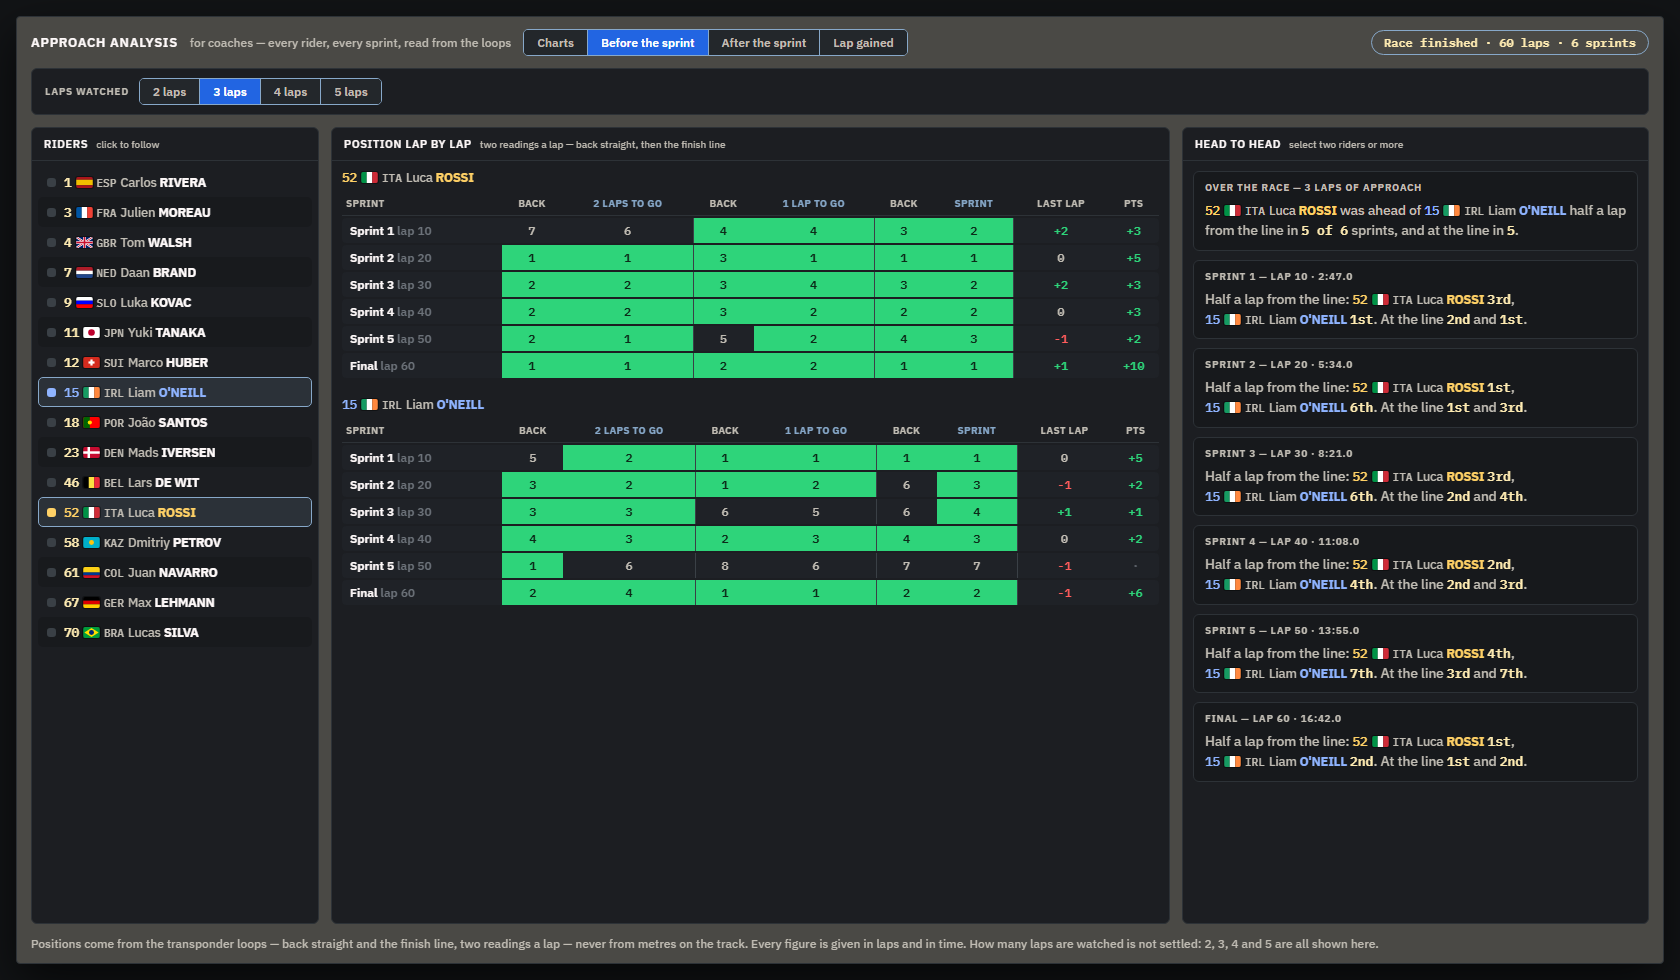 APPROACH ANALYSIS for coaches — every rider, every sprint, read from the loops Charts Before the sprint After the sprint Lap gained Race finished · 60 laps · 6 sprints
LAPS WATCHED 2 laps 3 laps 4 laps 5 laps
RIDERS click to follow
1 ESP Carlos RIVERA
3 FRA Julien MOREAU
4 GBR Tom WALSH
7 NED Daan BRAND
9 SLO Luka KOVAC
11 JPN Yuki TANAKA
12 SUI Marco HUBER
15 IRL Liam O'NEILL
18 POR João SANTOS
23 DEN Mads IVERSEN
46 BEL Lars DE WIT
52 ITA Luca ROSSI
58 KAZ Dmitriy PETROV
61 COL Juan NAVARRO
67 GER Max LEHMANN
70 BRA Lucas SILVA
POSITION LAP BY LAP two readings a lap — back straight, then the finish line
52 ITA Luca ROSSI
SPRINT BACK 2 LAPS TO GO BACK 1 LAP TO GO BACK SPRINT LAST LAP PTS
Sprint 1 lap 10 7 6 4 4 3 2 +2 +3
Sprint 2 lap 20 1 1 3 1 1 1 0 +5
Sprint 3 lap 30 2 2 3 4 3 2 +2 +3
Sprint 4 lap 40 2 2 3 2 2 2 0 +3
Sprint 5 lap 50 2 1 5 2 4 3 -1 +2
Final lap 60 1 1 2 2 1 1 +1 +10
15 IRL Liam O'NEILL
SPRINT BACK 2 LAPS TO GO BACK 1 LAP TO GO BACK SPRINT LAST LAP PTS
Sprint 1 lap 10 5 2 1 1 1 1 0 +5
Sprint 2 lap 20 3 2 1 2 6 3 -1 +2
Sprint 3 lap 30 3 3 6 5 6 4 +1 +1
Sprint 4 lap 40 4 3 2 3 4 3 0 +2
Sprint 5 lap 50 1 6 8 6 7 7 -1 ·
Final lap 60 2 4 1 1 2 2 -1 +6
HEAD TO HEAD select two riders or more
OVER THE RACE — 3 LAPS OF APPROACH
52 ITA Luca ROSSI was ahead of 15 IRL Liam O'NEILL half a lap
from the line in 5 of 6 sprints, and at the line in 5.
SPRINT 1 — LAP 10 · 2:47.0
Half a lap from the line: 52 ITA Luca ROSSI 3rd,
15 IRL Liam O'NEILL 1st. At the line 2nd and 1st.
SPRINT 2 — LAP 20 · 5:34.0
Half a lap from the line: 52 ITA Luca ROSSI 1st,
15 IRL Liam O'NEILL 6th. At the line 1st and 3rd.
SPRINT 3 — LAP 30 · 8:21.0
Half a lap from the line: 52 ITA Luca ROSSI 3rd,
15 IRL Liam O'NEILL 6th. At the line 2nd and 4th.
SPRINT 4 — LAP 40 · 11:08.0
Half a lap from the line: 52 ITA Luca ROSSI 2nd,
15 IRL Liam O'NEILL 4th. At the line 2nd and 3rd.
SPRINT 5 — LAP 50 · 13:55.0
Half a lap from the line: 52 ITA Luca ROSSI 4th,
15 IRL Liam O'NEILL 7th. At the line 3rd and 7th.
FINAL — LAP 60 · 16:42.0
Half a lap from the line: 52 ITA Luca ROSSI 1st,
15 IRL Liam O'NEILL 2nd. At the line 1st and 2nd.
Positions come from the transponder loops — back straight and the finish line, two readings a lap — never from metres on the track. Every figure is given in laps and in time. How many laps are watched is not settled: 2, 3, 4 and 5 are all shown here.